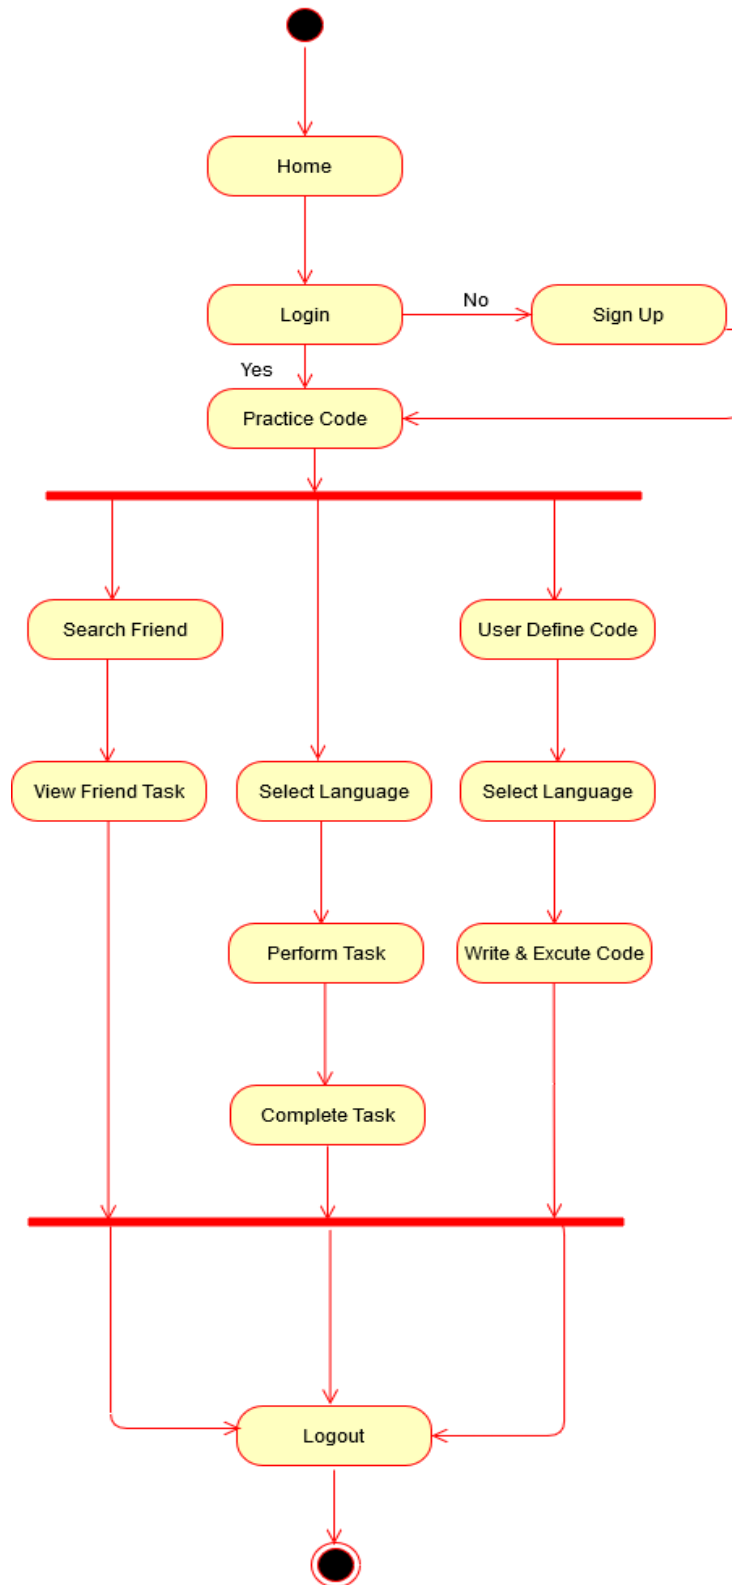 Home
Login
No
Sign Up
Yes
Practice Code
Search Friend
User Define Code
View Friend Task
Select Language
Select Language
Perform Task
Write & Excute Code
Complete Task
Logout